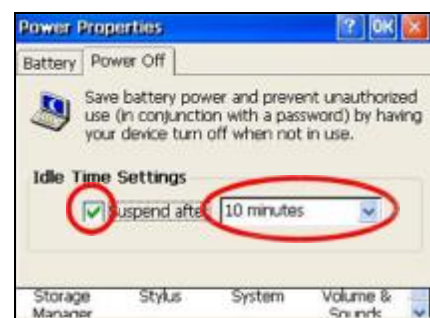 Power Properties ? OK ×
Battery Power Off
Save battery power and prevent unauthorized
use (in conjunction with a password) by having
your device turn off when not in use.
Idle Time Settings
Suspend after 10 minutes
Storage Stylus System Volume &
Manager Sounds